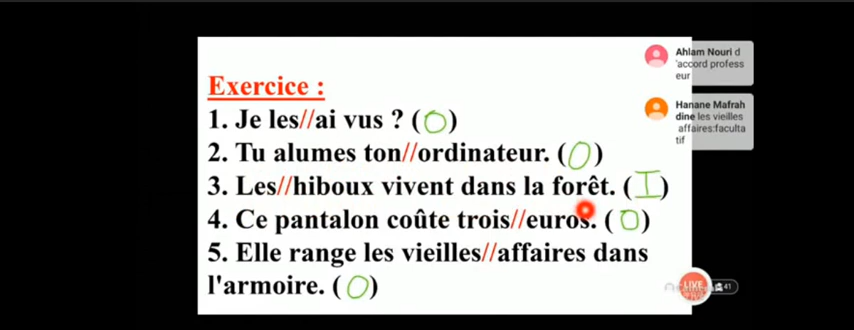 Exercice :
1. Je les//ai vus ? (O)
2. Tu alumes ton//ordinateur. (O)
3. Les//hiboux vivent dans la forêt. (I)
4. Ce pantalon coûte trois//euros. (O)
5. Elle range les vieilles//affaires dans
l'armoire. (O)
Ahlam Nouri d
'accord profess
eur
Hanane Mafrah
dine les vieilles
affaires:faculta
tif
LIVE
41